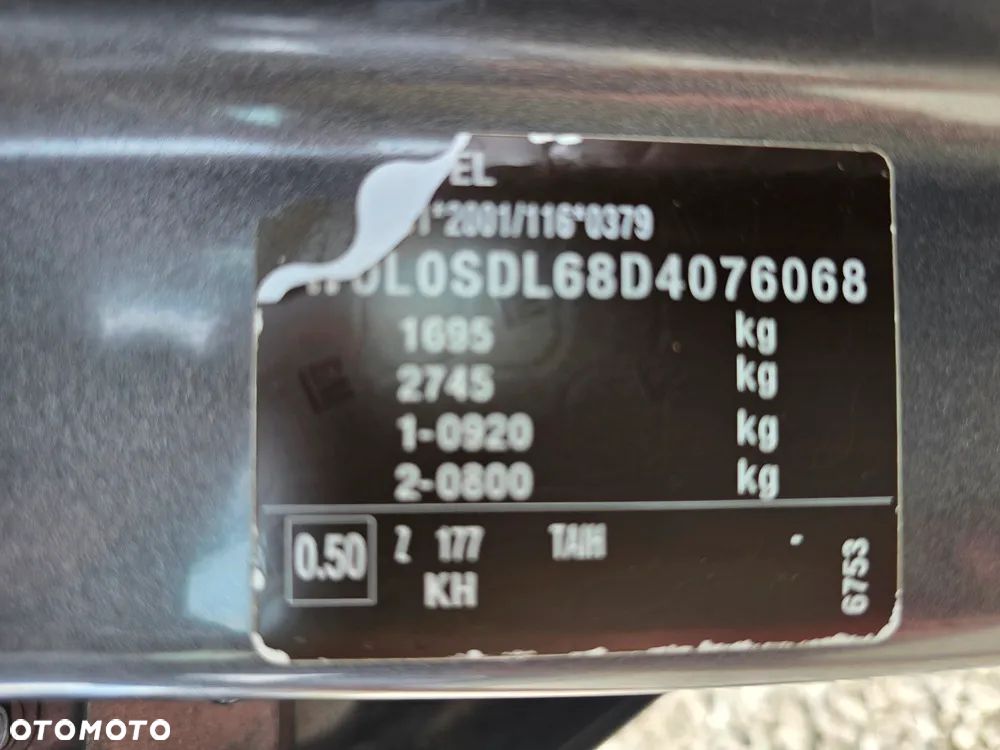 EL
1*2001/116*0379
0L0SDL68D4076068
1695 kg
2745 kg
1-0920 kg
2-0800 kg
0.50 Z 177 TAIH
KH
6753
OTOMOTO